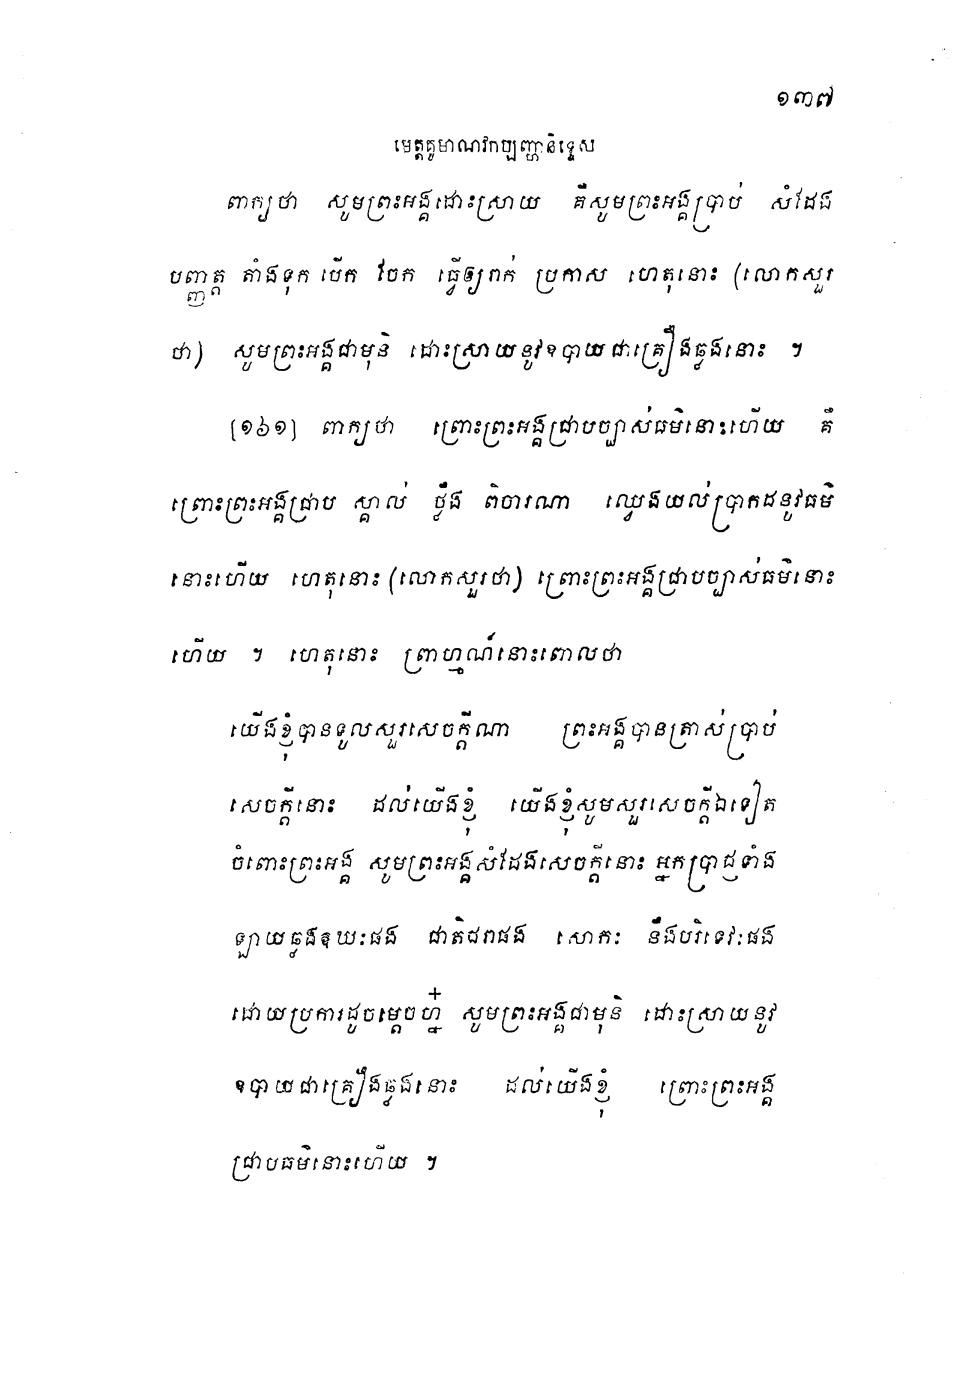 ១៣៧
មេត្តគូមាណវិកប្បញ្ហានិទ្ទេស
ពាក្យថា សូមព្រះអង្គដោះស្រាយ គឺសូមព្រះអង្គប្រាប់ សំដែង
បញ្ញត្ត តាំងទុក បើក វែក ធ្វើឲ្យរាក់ ប្រកាស ហេតុនោះ (លោកសួរ
ថា) សូមព្រះអង្គជាមុនិ ដោះស្រាយនូវឧបាយជាគ្រឿងឆ្លងនោះ ។
[១៦១] ពាក្យថា ព្រោះព្រះអង្គជ្រាបច្បាស់ធម៌នោះហើយ គឺ
ព្រោះព្រះអង្គជ្រាប ស្គាល់ ថ្លឹង ពិចារណា ឈ្វេងយល់ប្រាកដនូវធម៌
នោះហើយ ហេតុនោះ (លោកសួរថា) ព្រោះព្រះអង្គជ្រាបច្បាស់ធម៌នោះ
ហើយ ។ ហេតុនោះ ព្រាហ្មណ៍នោះពោលថា
យើងខ្ញុំបានទូលសួរសេចក្តីណា ព្រះអង្គបានត្រាស់ប្រាប់
សេចក្តីនោះ ដល់យើងខ្ញុំ យើងខ្ញុំសូមសួរសេចក្តីឯទៀត
ចំពោះព្រះអង្គ សូមព្រះអង្គសំដែងសេចក្តីនោះ អ្នកប្រាជ្ញទាំង
ឡាយឆ្លងឱឃៈផង ជាតិជរាផង សោកៈ នឹងបរិទេវៈផង
ដោយប្រការដូចម្តេចហ្ន៎ សូមព្រះអង្គជាមុនិ ដោះស្រាយនូវ
ឧបាយជាគ្រឿងឆ្លងនោះ ដល់យើងខ្ញុំ ព្រោះព្រះអង្គ
ជ្រាបធម៌នោះហើយ ។